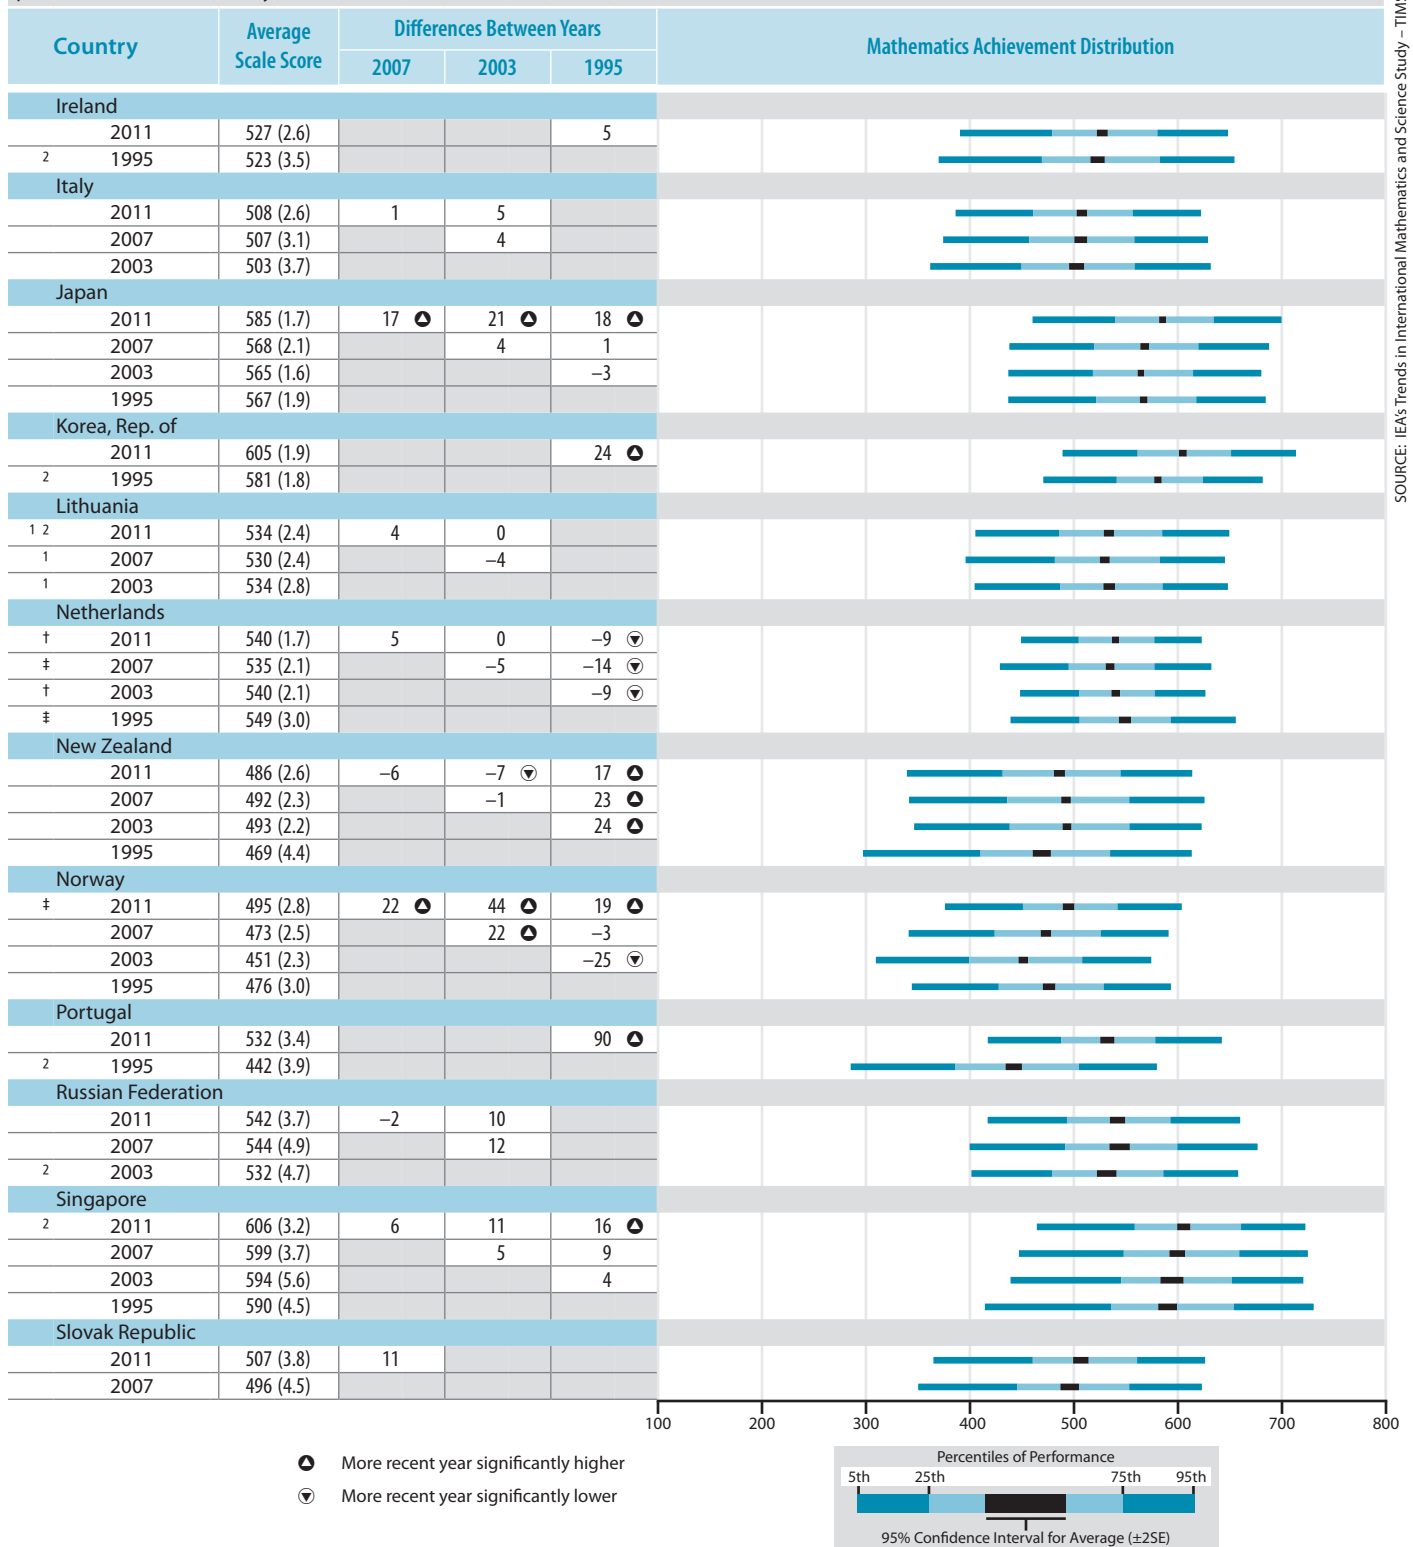 Country Average Scale Score Differences Between Years Mathematics Achievement Distribution
2007 2003 1995
Ireland
2011 527 (2.6) 5
2 1995 523 (3.5)
Italy
2011 508 (2.6) 1 5
2007 507 (3.1) 4
2003 503 (3.7)
Japan
2011 585 (1.7) 17 21 18
2007 568 (2.1) 4 1
2003 565 (1.6) –3
1995 567 (1.9)
Korea, Rep. of
2011 605 (1.9) 24
2 1995 581 (1.8)
Lithuania
1 2 2011 534 (2.4) 4 0
1 2007 530 (2.4) –4
1 2003 534 (2.8)
Netherlands
† 2011 540 (1.7) 5 0 –9
‡ 2007 535 (2.1) –5 –14
† 2003 540 (2.1) –9
‡ 1995 549 (3.0)
New Zealand
2011 486 (2.6) –6 –7 17
2007 492 (2.3) –1 23
2003 493 (2.2) 24
1995 469 (4.4)
Norway
‡ 2011 495 (2.8) 22 44 19
2007 473 (2.5) 22 –3
2003 451 (2.3) –25
1995 476 (3.0)
Portugal
2011 532 (3.4) 90
2 1995 442 (3.9)
Russian Federation
2011 542 (3.7) –2 10
2007 544 (4.9) 12
2 2003 532 (4.7)
Singapore
2 2011 606 (3.2) 6 11 16
2007 599 (3.7) 5 9
2003 594 (5.6) 4
1995 590 (4.5)
Slovak Republic
2011 507 (3.8) 11
2007 496 (4.5)
100 200 300 400 500 600 700 800
More recent year significantly higher
More recent year significantly lower
Percentiles of Performance
5th 25th 75th 95th
95% Confidence Interval for Average (±2SE)
SOURCE: IEA's Trends in International Mathematics and Science Study – TIMS